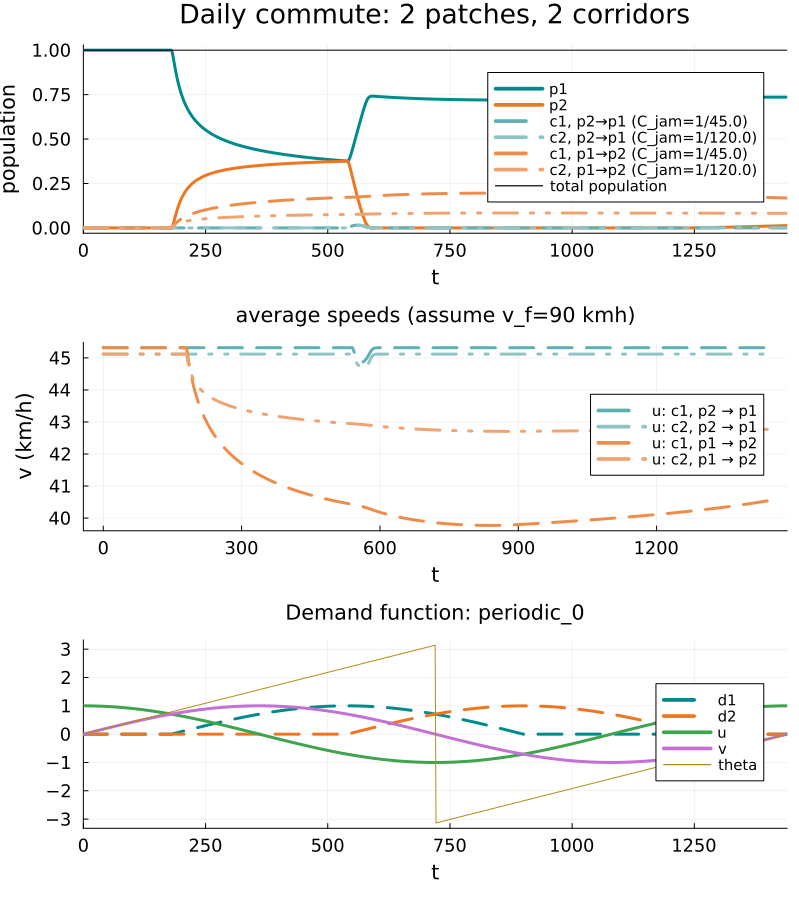 Daily commute: 2 patches, 2 corridors
population
1.00
0.75
0.50
0.25
0.00
p1
p2
c1, p2→p1 (C_jam=1/45.0)
c2, p2→p1 (C_jam=1/120.0)
c1, p1→p2 (C_jam=1/45.0)
c2, p1→p2 (C_jam=1/120.0)
total population
0 250 500 750 1000 1250
t
average speeds (assume v_f=90 kmh)
v (km/h)
45
44
43
42
41
40
u: c1, p2 → p1
u: c2, p2 → p1
u: c1, p1 → p2
u: c2, p1 → p2
0 300 600 900 1200
t
Demand function: periodic_0
3
2
1
0
−1
−2
−3
d1
d2
u
v
theta
0 250 500 750 1000 1250
t